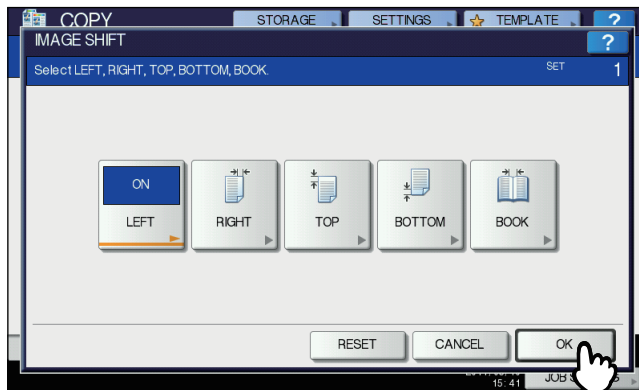 COPY STORAGE SETTINGS TEMPLATE ?
IMAGE SHIFT ?
Select LEFT, RIGHT, TOP, BOTTOM, BOOK. SET 1
ON
LEFT RIGHT TOP BOTTOM BOOK
RESET CANCEL OK
15:41 JOB